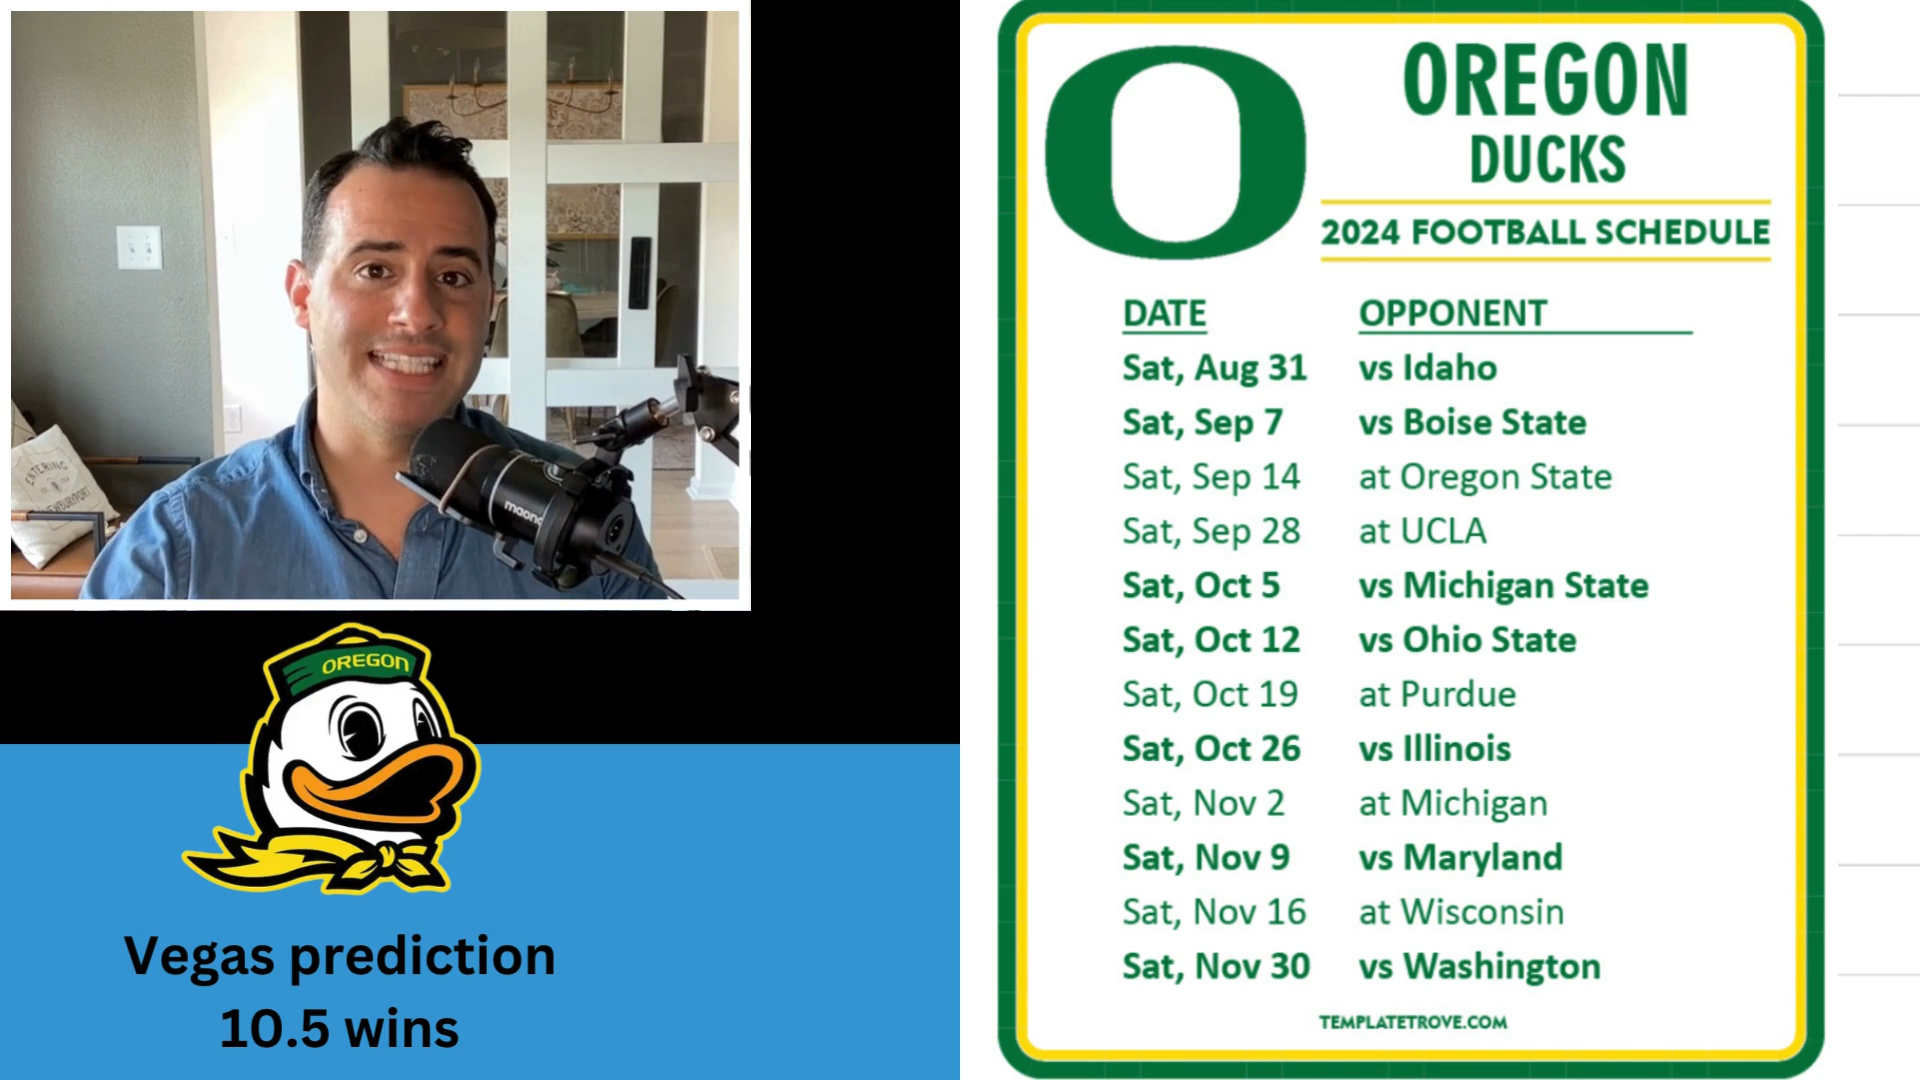 ENTERING
NEWBURYPORT
maono
OREGON
Vegas prediction
10.5 wins
O
OREGON
DUCKS
2024 FOOTBALL SCHEDULE
DATE OPPONENT
Sat, Aug 31 vs Idaho
Sat, Sep 7 vs Boise State
Sat, Sep 14 at Oregon State
Sat, Sep 28 at UCLA
Sat, Oct 5 vs Michigan State
Sat, Oct 12 vs Ohio State
Sat, Oct 19 at Purdue
Sat, Oct 26 vs Illinois
Sat, Nov 2 at Michigan
Sat, Nov 9 vs Maryland
Sat, Nov 16 at Wisconsin
Sat, Nov 30 vs Washington
TEMPLATETROVE.COM